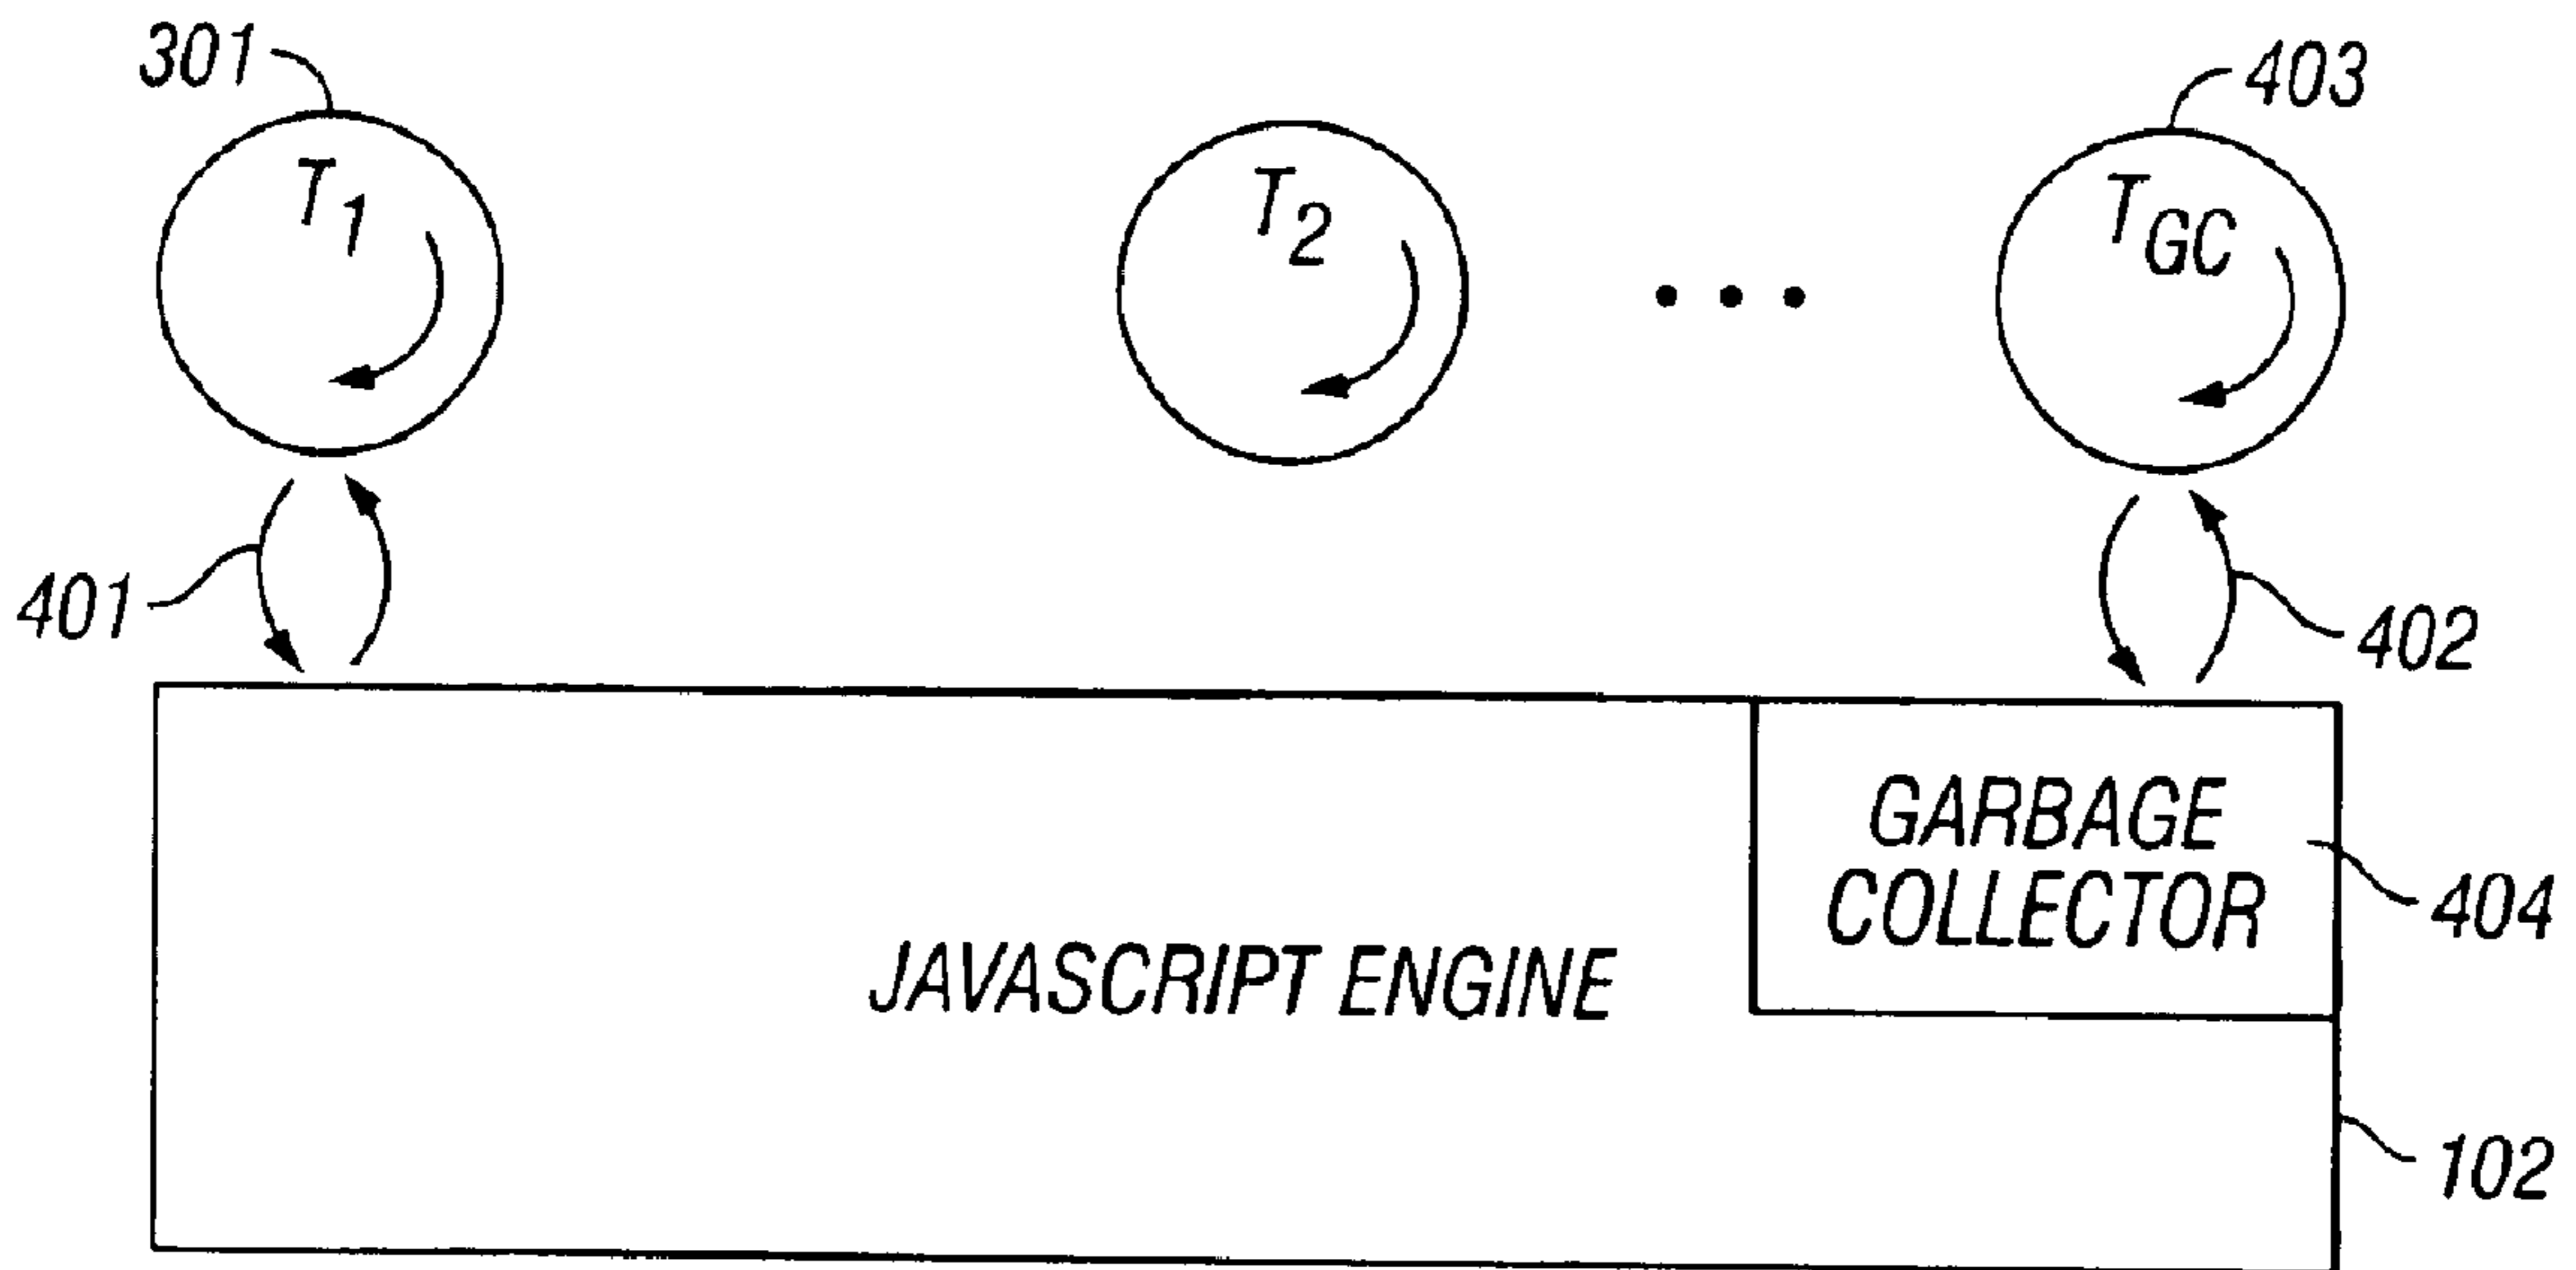 301
403
T1
T2
TGC
401
402
GARBAGE
COLLECTOR
404
JAVASCRIPT ENGINE
102